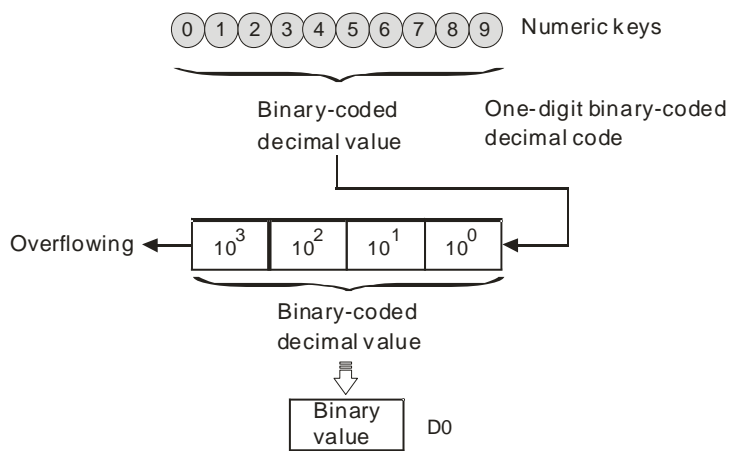 0 1 2 3 4 5 6 7 8 9 Numeric keys
Binary-coded
decimal value
One-digit binary-coded
decimal code
Overflowing
10³ 10² 10¹ 10⁰
Binary-coded
decimal value
Binary
value
D0